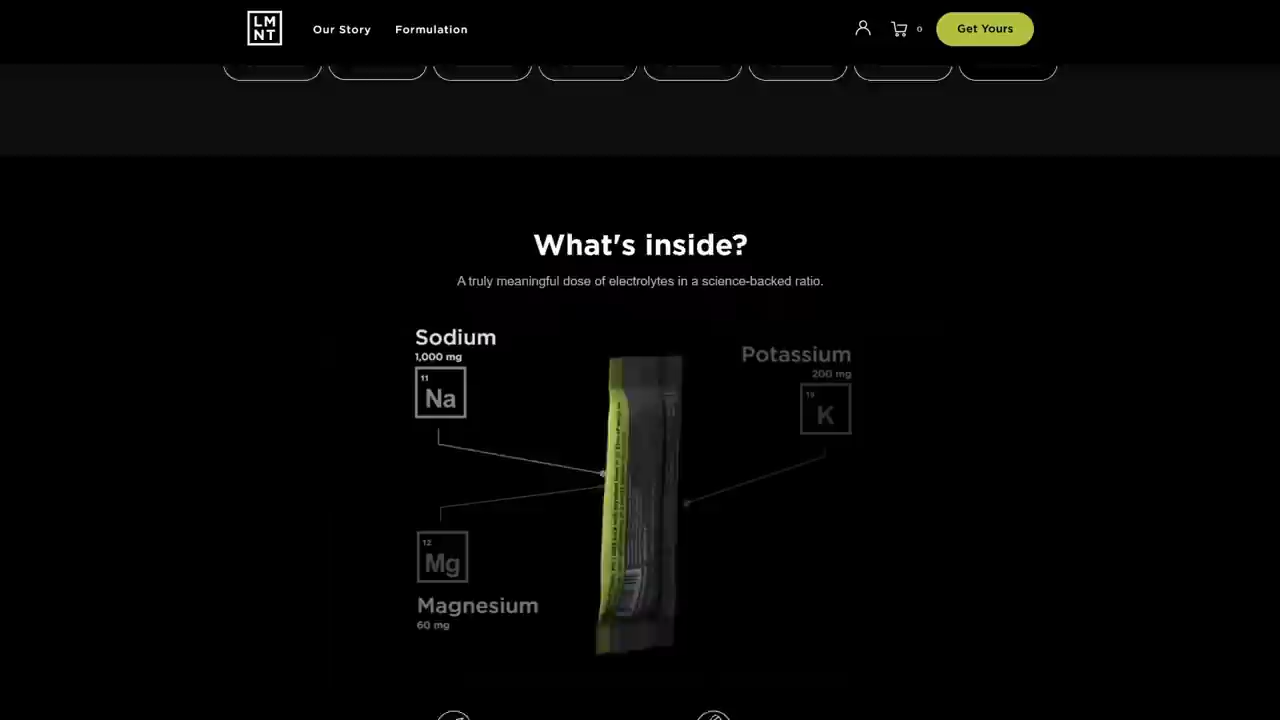 LM
NT
Our Story
Formulation
0
Get Yours
What's inside?
A truly meaningful dose of electrolytes in a science-backed ratio.
Sodium
1,000 mg
11
Na
Potassium
200 mg
19
K
12
Mg
Magnesium
60 mg